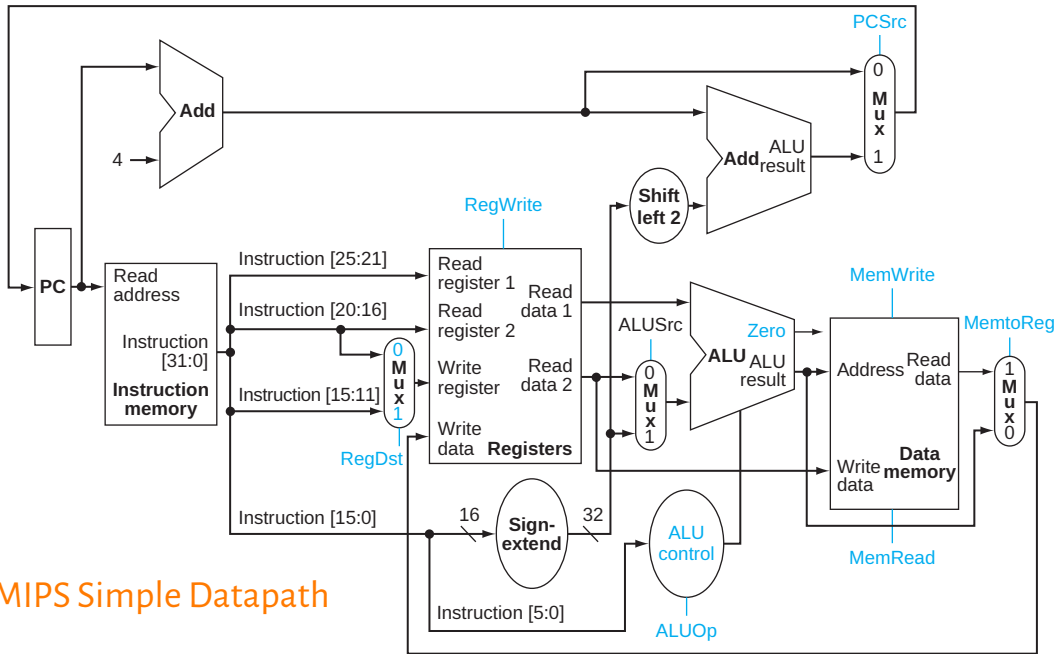 PCSrc
0
Mux
1
Add
4
Add
ALU
result
Shift
left 2
RegWrite
PC
Read
address
Instruction
[31:0]
Instruction
memory
Instruction [25:21]
Instruction [20:16]
Instruction [15:11]
0
Mux
1
RegDst
Read
register 1
Read
register 2
Write
register
Write
data
Read
data 1
Read
data 2
Registers
ALUSrc
0
Mux
1
Zero
ALU
ALU
result
MemWrite
Address
Read
data
Write
data
Data
memory
MemRead
MemtoReg
1
Mux
0
Instruction [15:0]
16
Sign-
extend
32
ALU
control
ALUOp
Instruction [5:0]
MIPS Simple Datapath